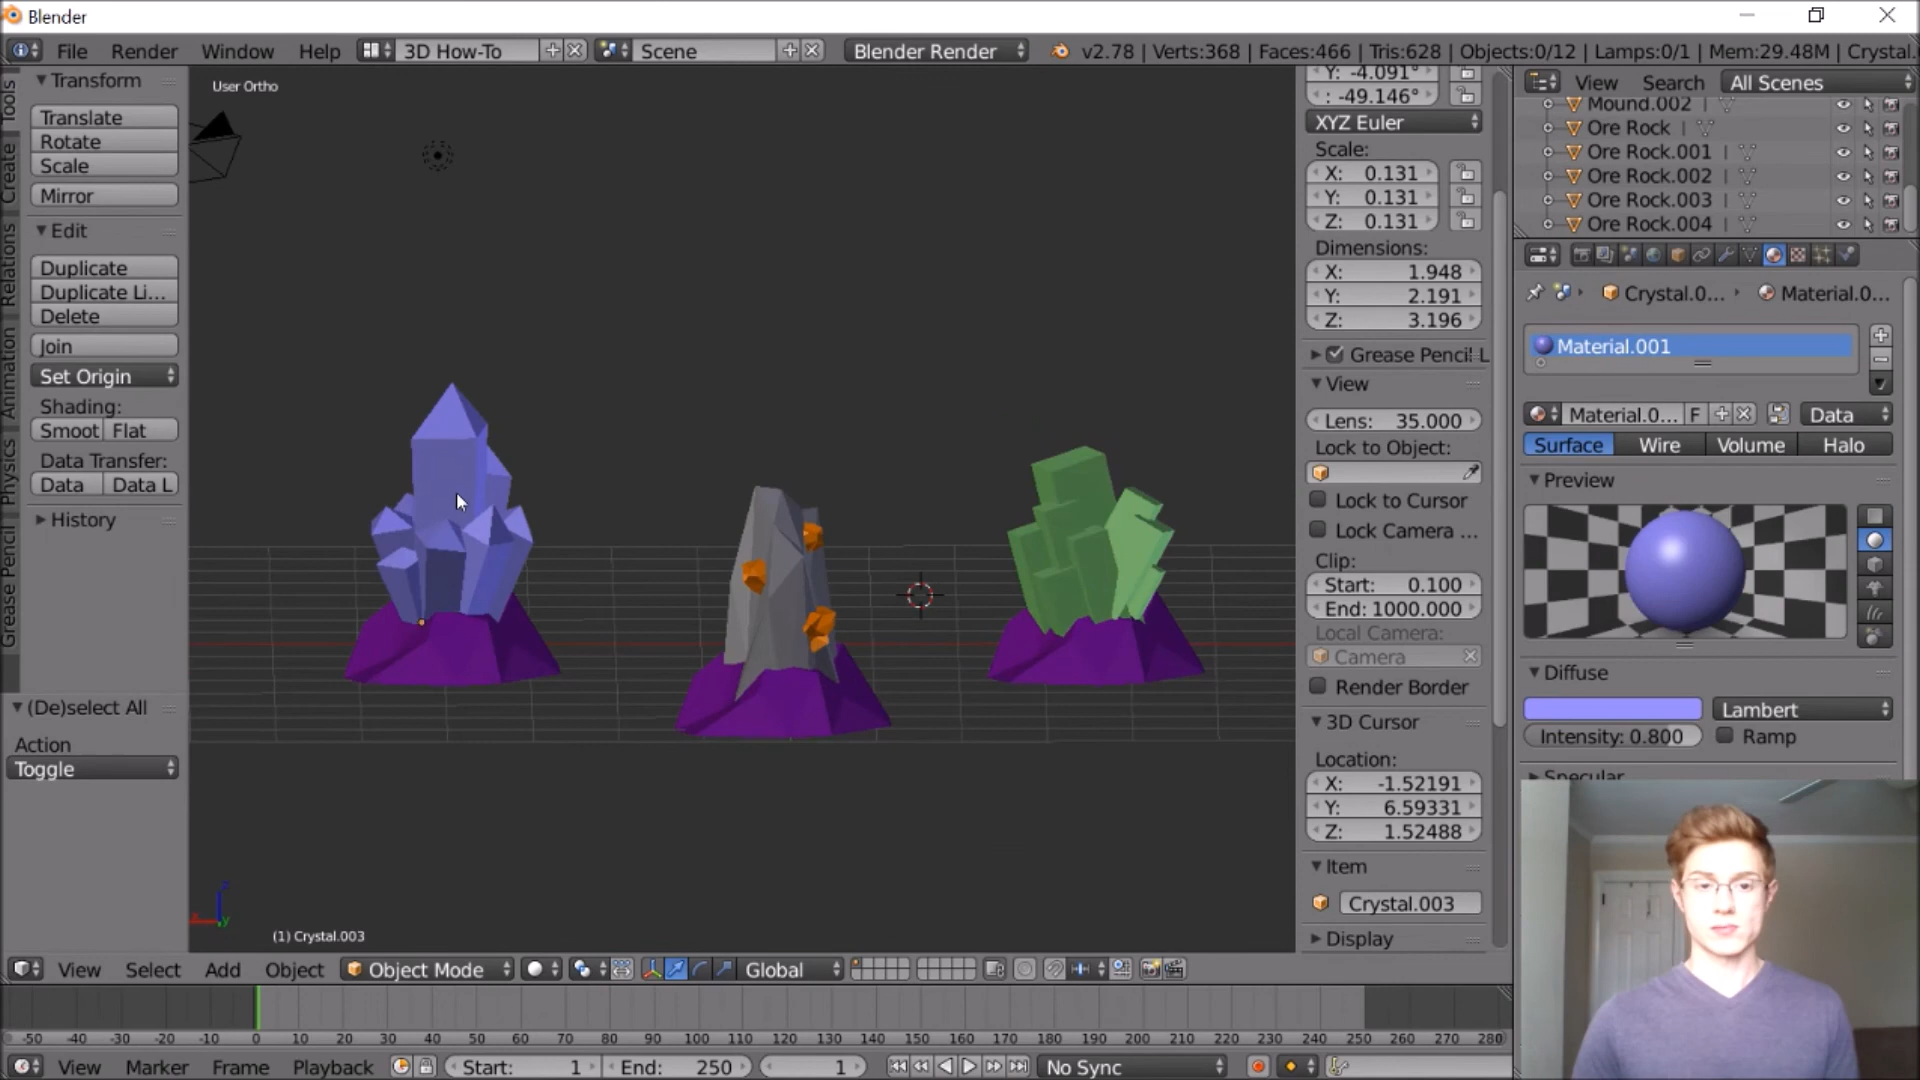 Blender
File Render Window Help 3D How-To Scene Blender Render v2.78 | Verts:368 | Faces:466 | Tris:628 | Objects:0/12 | Lamps:0/1 | Mem:29.48M | Crystal.
Tools
Create
Relations
Animation
Physics
Grease Pencil
Transform
Translate
Rotate
Scale
Mirror
Edit
Duplicate
Duplicate Li...
Delete
Join
Set Origin
Shading:
Smoot Flat
Data Transfer:
Data Data L
History
(De)select All
Action
Toggle
User Ortho
(1) Crystal.003
Y: -4.091°
: -49.146°
XYZ Euler
Scale:
X: 0.131
Y: 0.131
Z: 0.131
Dimensions:
X: 1.948
Y: 2.191
Z: 3.196
Grease Pencil L
View
Lens: 35.000
Lock to Object:
Lock to Cursor
Lock Camera ...
Clip:
Start: 0.100
End: 1000.000
Local Camera:
Camera
Render Border
3D Cursor
Location:
X: -1.52191
Y: 6.59331
Z: 1.52488
Item
Crystal.003
Display
View Search All Scenes
Mound.002
Ore Rock
Ore Rock.001
Ore Rock.002
Ore Rock.003
Ore Rock.004
Crystal.0... Material.0...
Material.001
Material.0... F Data
Surface Wire Volume Halo
Preview
Diffuse
Lambert
Intensity: 0.800 Ramp
Specular
View Select Add Object Object Mode Global
-50 -40 -30 -20 -10 0 10 20 30 40 50 60 70 80 90 100 110 120 130 140 150 160 170 180 190 200 210 220 230 240 250 260 270 280
View Marker Frame Playback Start: 1 End: 250 1 No Sync